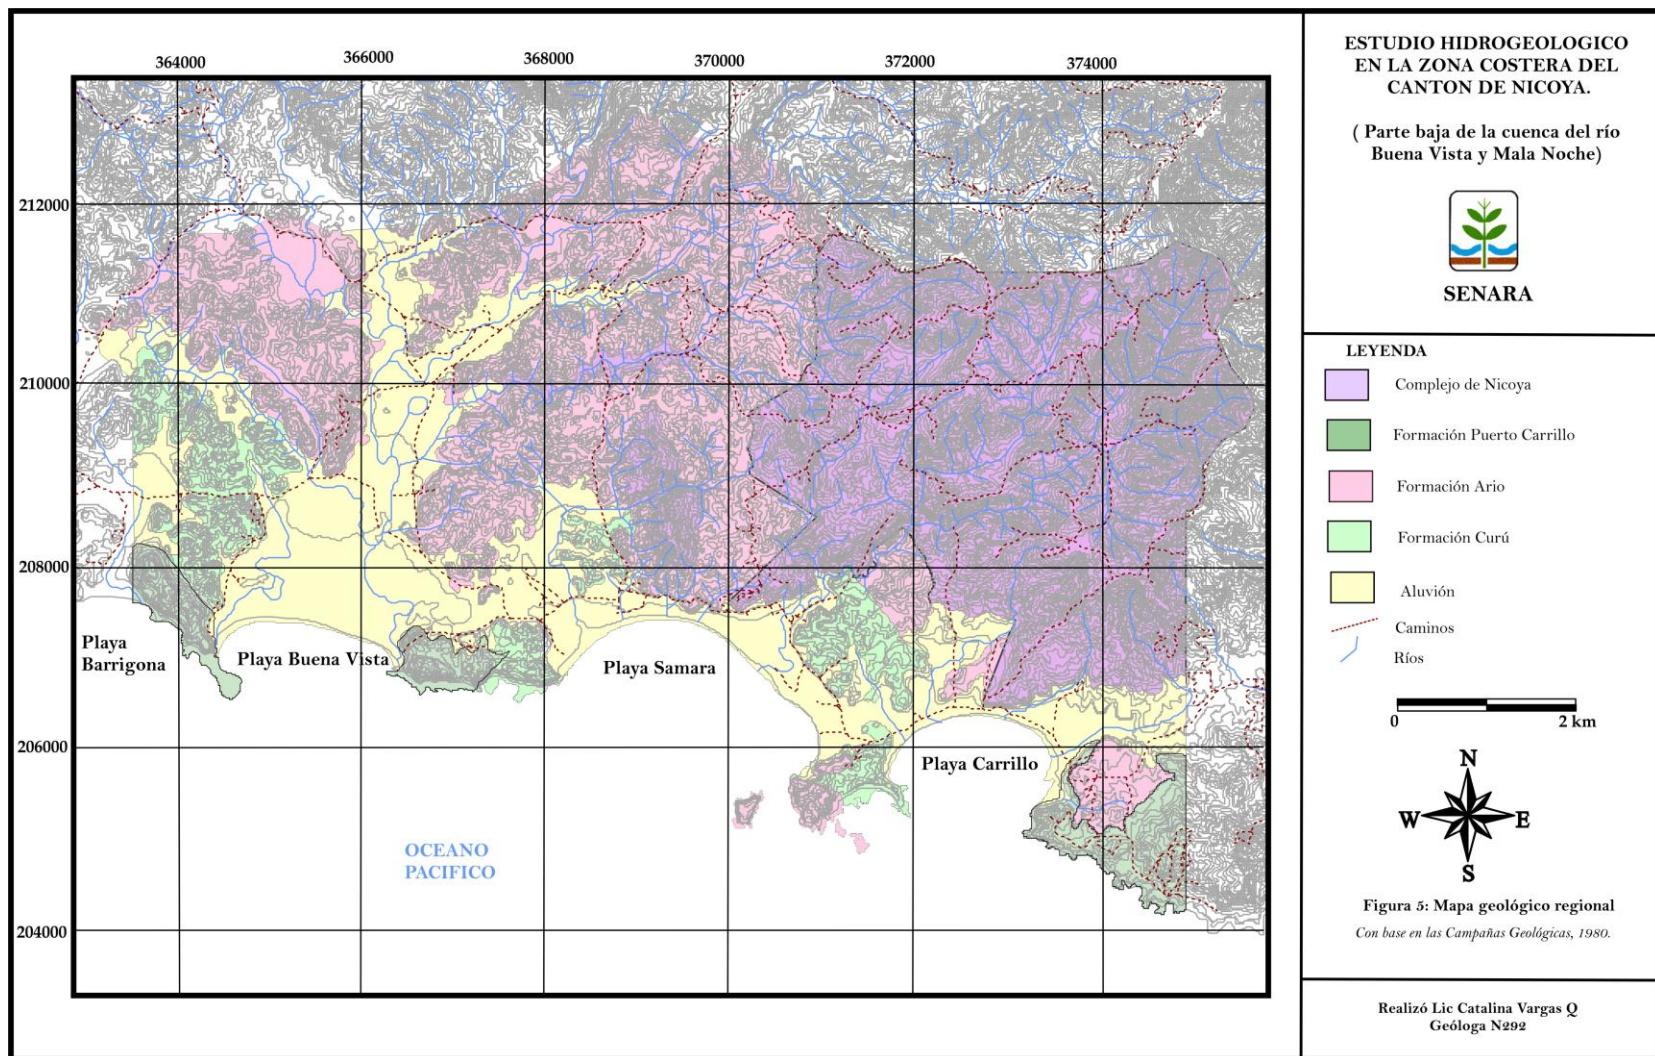 364000
366000
368000
370000
372000
374000
212000
210000
208000
206000
204000
Playa
Barrigona
Playa Buena Vista
Playa Samara
Playa Carrillo
OCEANO
PACIFICO
ESTUDIO HIDROGEOLOGICO
EN LA ZONA COSTERA DEL
CANTON DE NICOYA.
( Parte baja de la cuenca del río
Buena Vista y Mala Noche)
SENARA
LEYENDA
Complejo de Nicoya
Formación Puerto Carrillo
Formación Ario
Formación Curú
Aluvión
Caminos
Ríos
0 2 km
N
W E
S
Figura 5: Mapa geológico regional
Con base en las Campañas Geológicas, 1980.
Realizó Lic Catalina Vargas Q
Geóloga N292